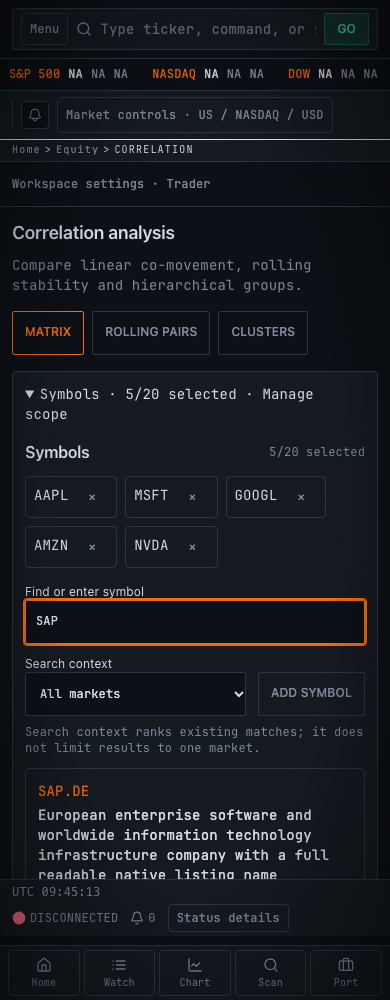 Menu Type ticker, command, or : GO
S&P 500 NA NA NA NASDAQ NA NA NA DOW NA NA NA
Market controls · US / NASDAQ / USD
Home > Equity > CORRELATION
Workspace settings · Trader
Correlation analysis
Compare linear co-movement, rolling
stability and hierarchical groups.
MATRIX ROLLING PAIRS CLUSTERS
▼ Symbols · 5/20 selected · Manage
scope
Symbols 5/20 selected
AAPL × MSFT × GOOGL ×
AMZN × NVDA ×
Find or enter symbol
SAP
Search context
All markets ADD SYMBOL
Search context ranks existing matches; it does
not limit results to one market.
SAP.DE
European enterprise software and
worldwide information technology
infrastructure company with a full
readable native listing name
UTC 09:45:13
DISCONNECTED 0 Status details
Home Watch Chart Scan Port